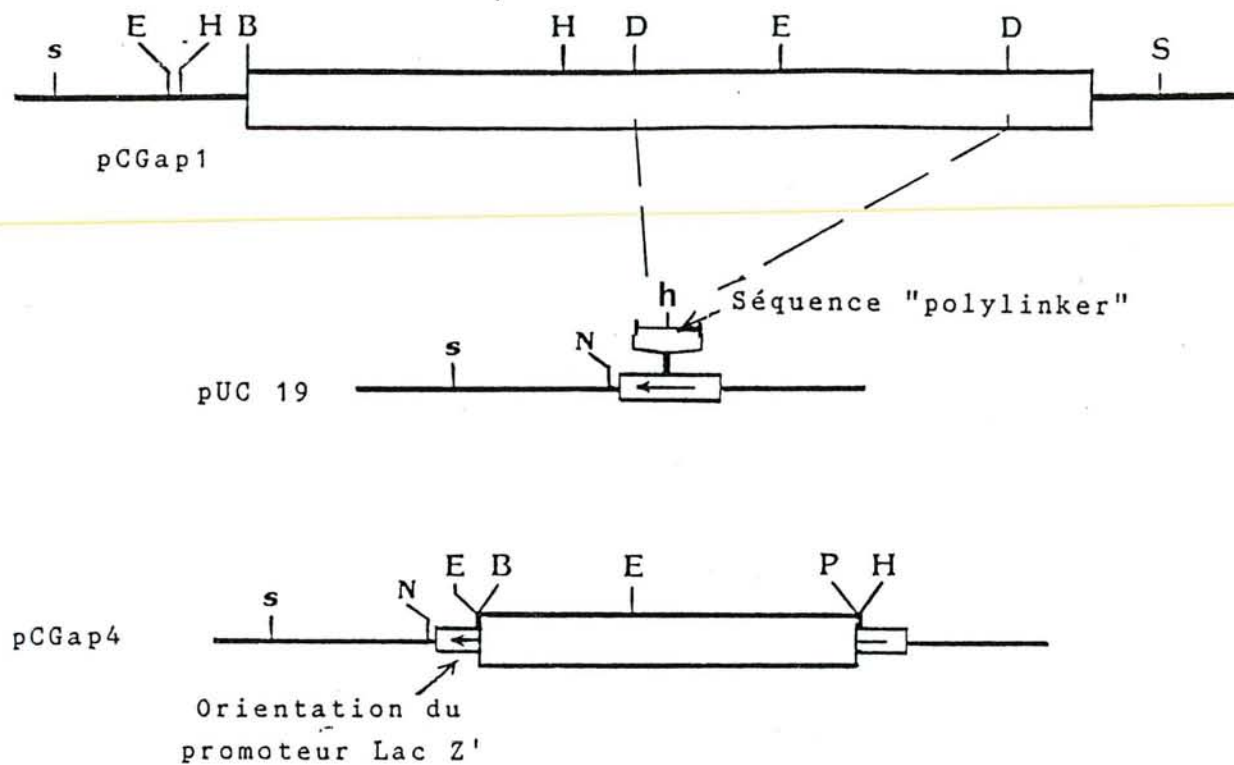 s E H B H D E D S
pCGap1
h
Séquence "polylinker"
s N
pUC 19
s N E B E P H
pCGap4
Orientation du
promoteur Lac Z'